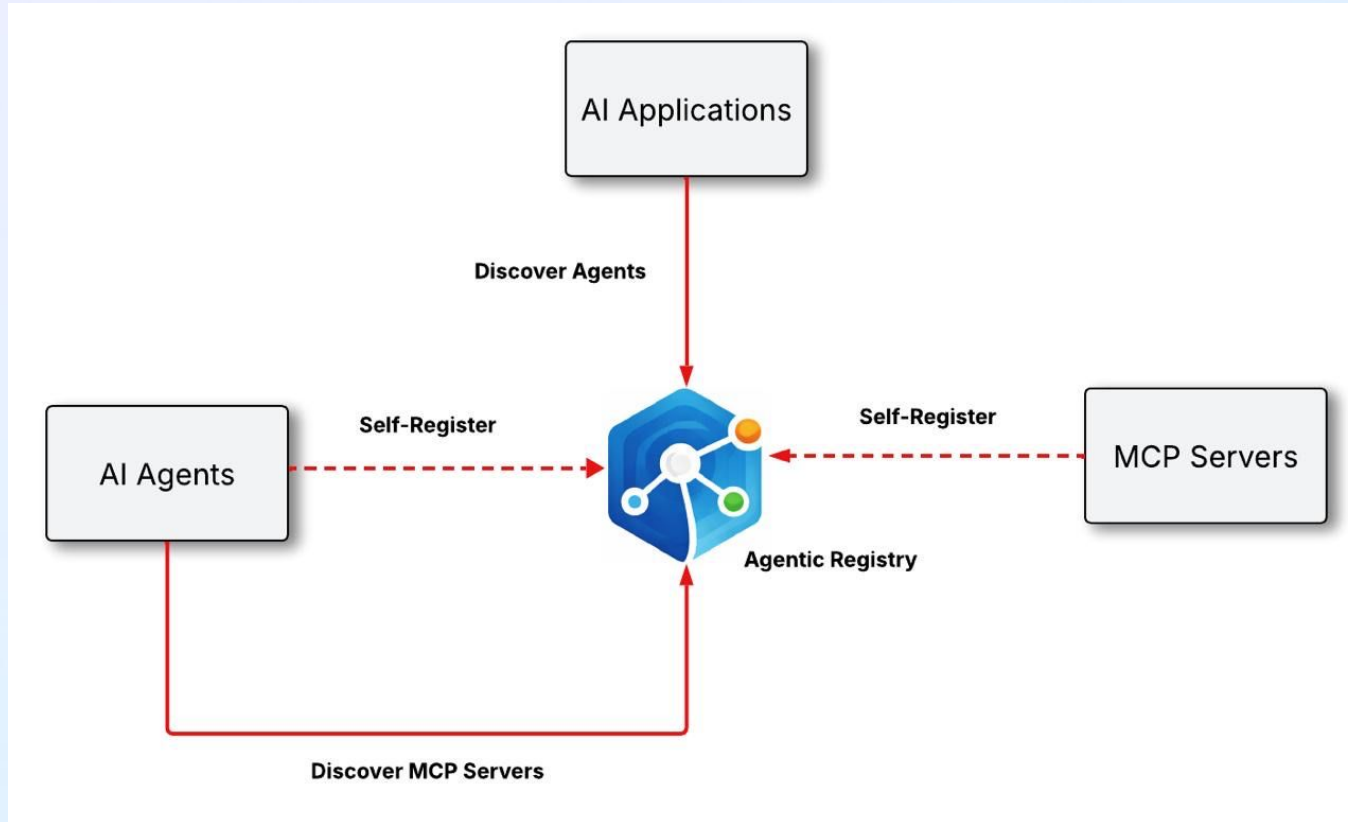 AI Applications
Discover Agents
Self-Register
Self-Register
AI Agents
MCP Servers
Agentic Registry
Discover MCP Servers